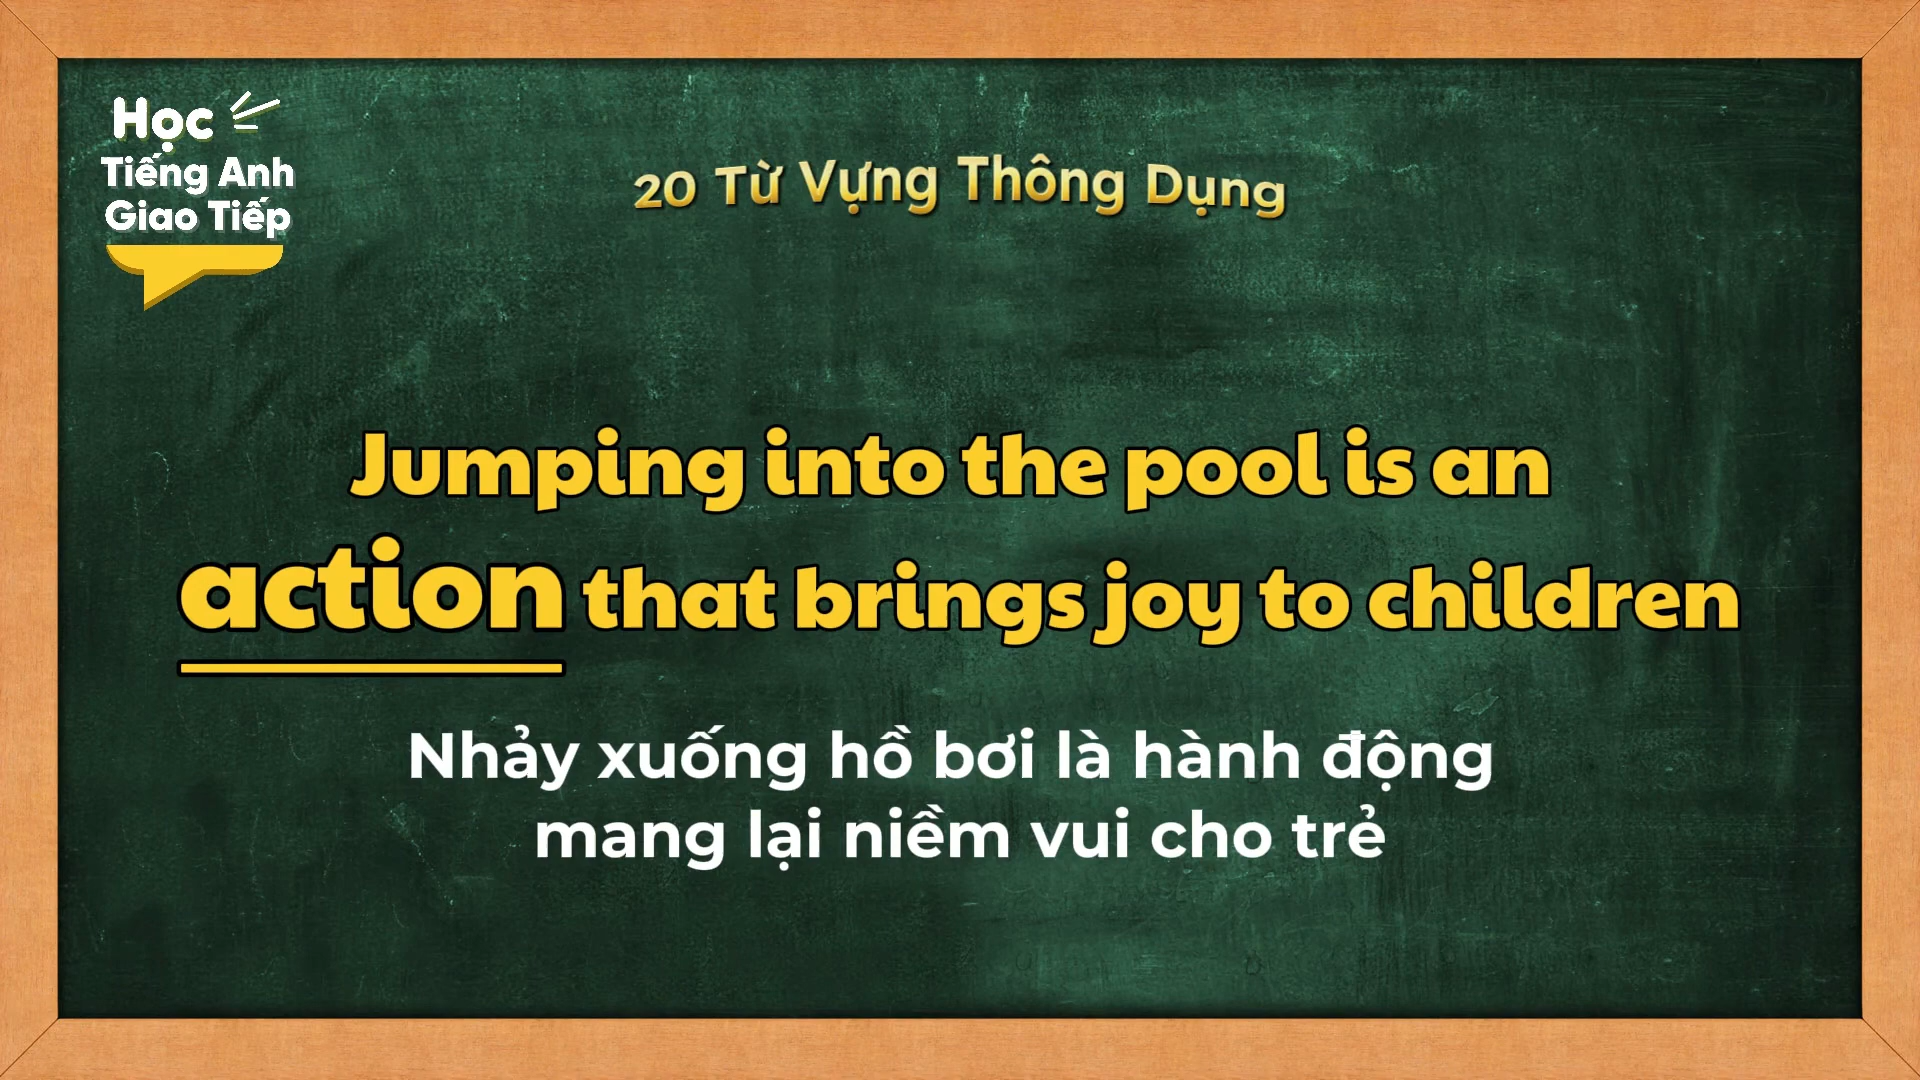 Học
Tiếng Anh
Giao Tiếp
20 Từ Vựng Thông Dụng
Jumping into the pool is an
action that brings joy to children
Nhảy xuống hồ bơi là hành động
mang lại niềm vui cho trẻ